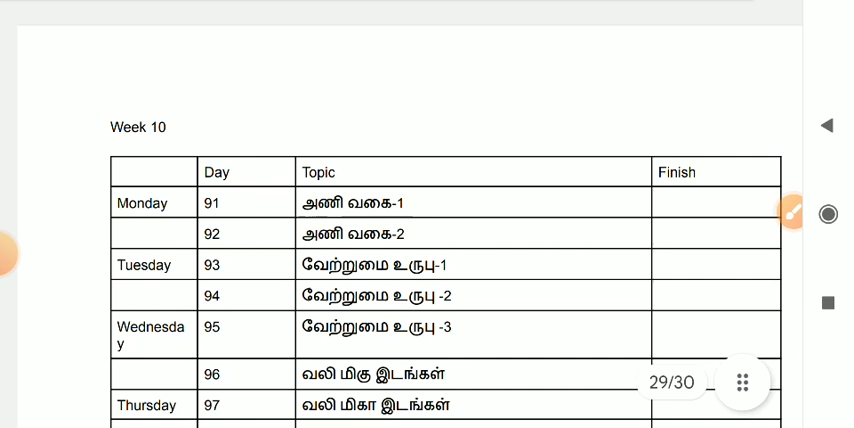 Week 10
Day Topic Finish
Monday 91 அணி வகை-1
92 அணி வகை-2
Tuesday 93 வேற்றுமை உருபு-1
94 வேற்றுமை உருபு -2
Wednesda 95 வேற்றுமை உருபு -3
y
96 வலி மிகு இடங்கள்
29/30
Thursday 97 வலி மிகா இடங்கள்